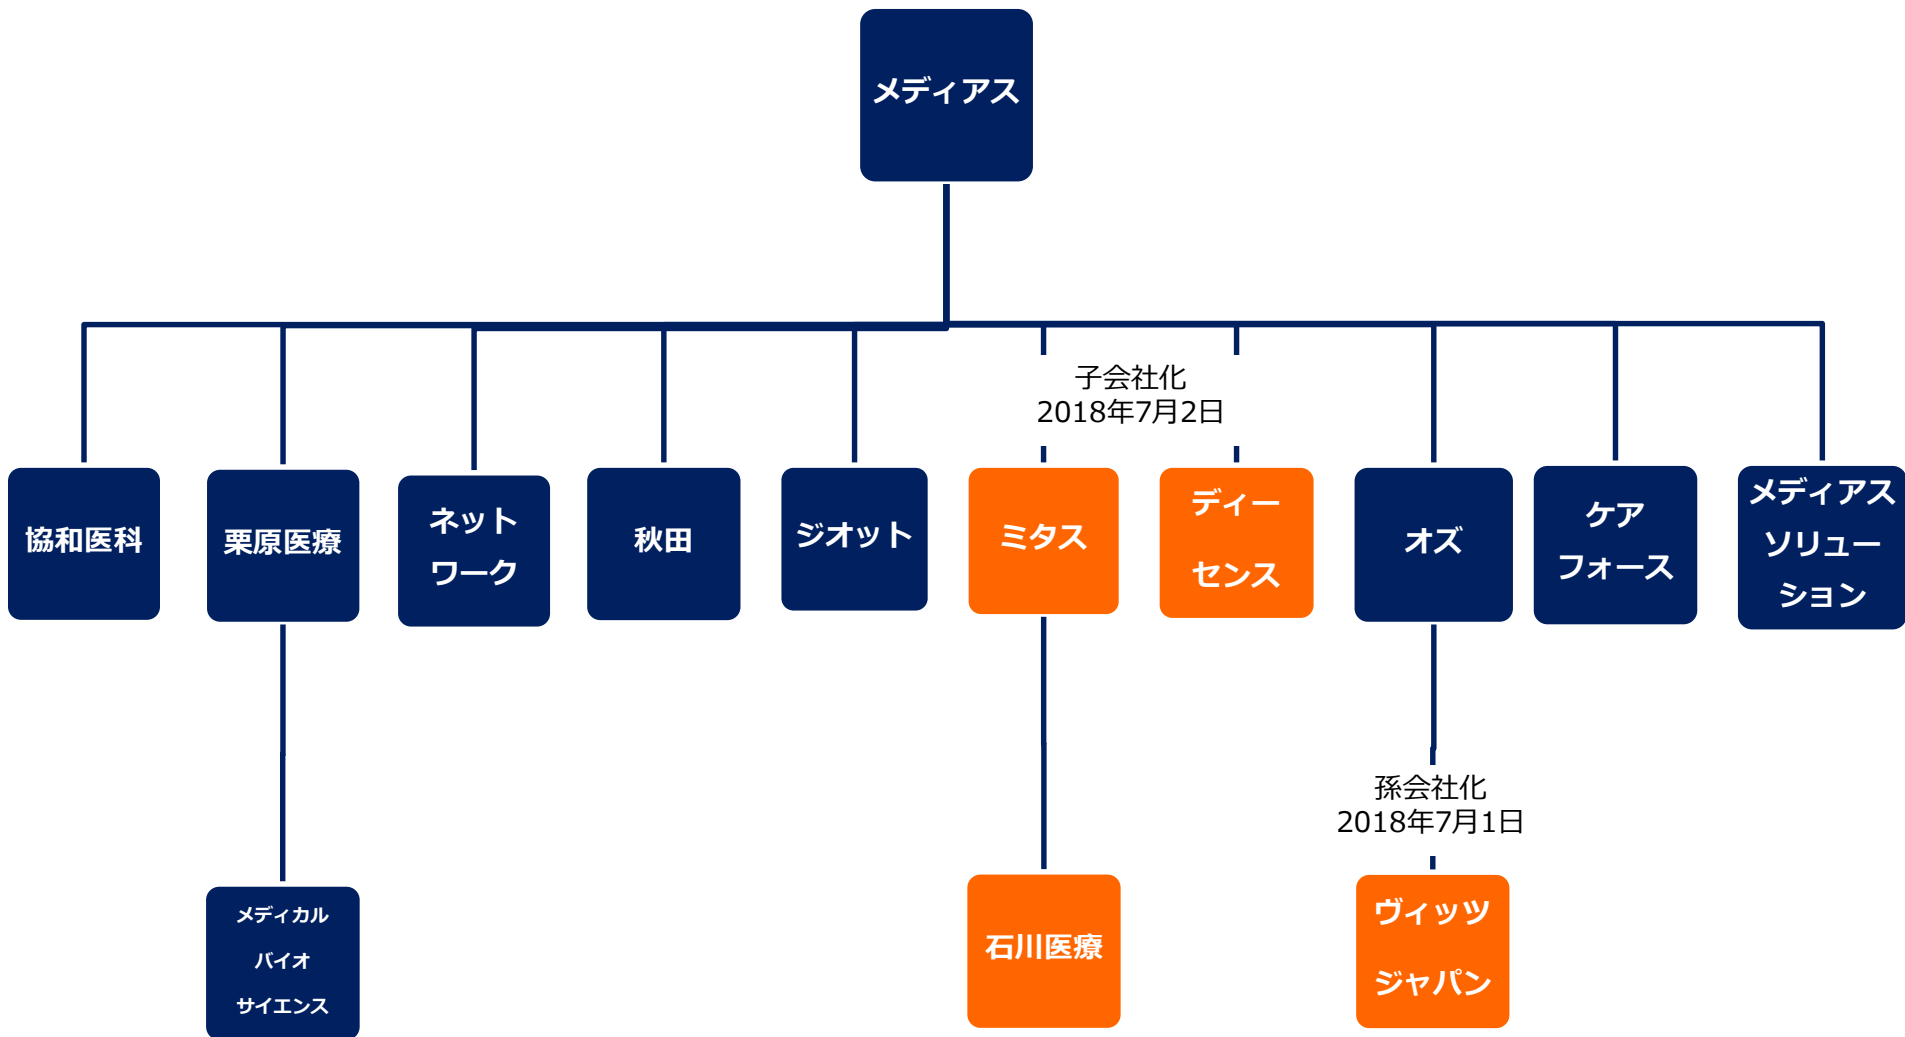 メディアス
子会社化
2018年7月2日
協和医科
栗原医療
ネット
ワーク
秋田
ジオット
ミタス
ディー
センス
オズ
ケア
フォース
メディアス
ソリュー
ション
孫会社化
2018年7月1日
メディカル
バイオ
サイエンス
石川医療
ヴィッツ
ジャパン